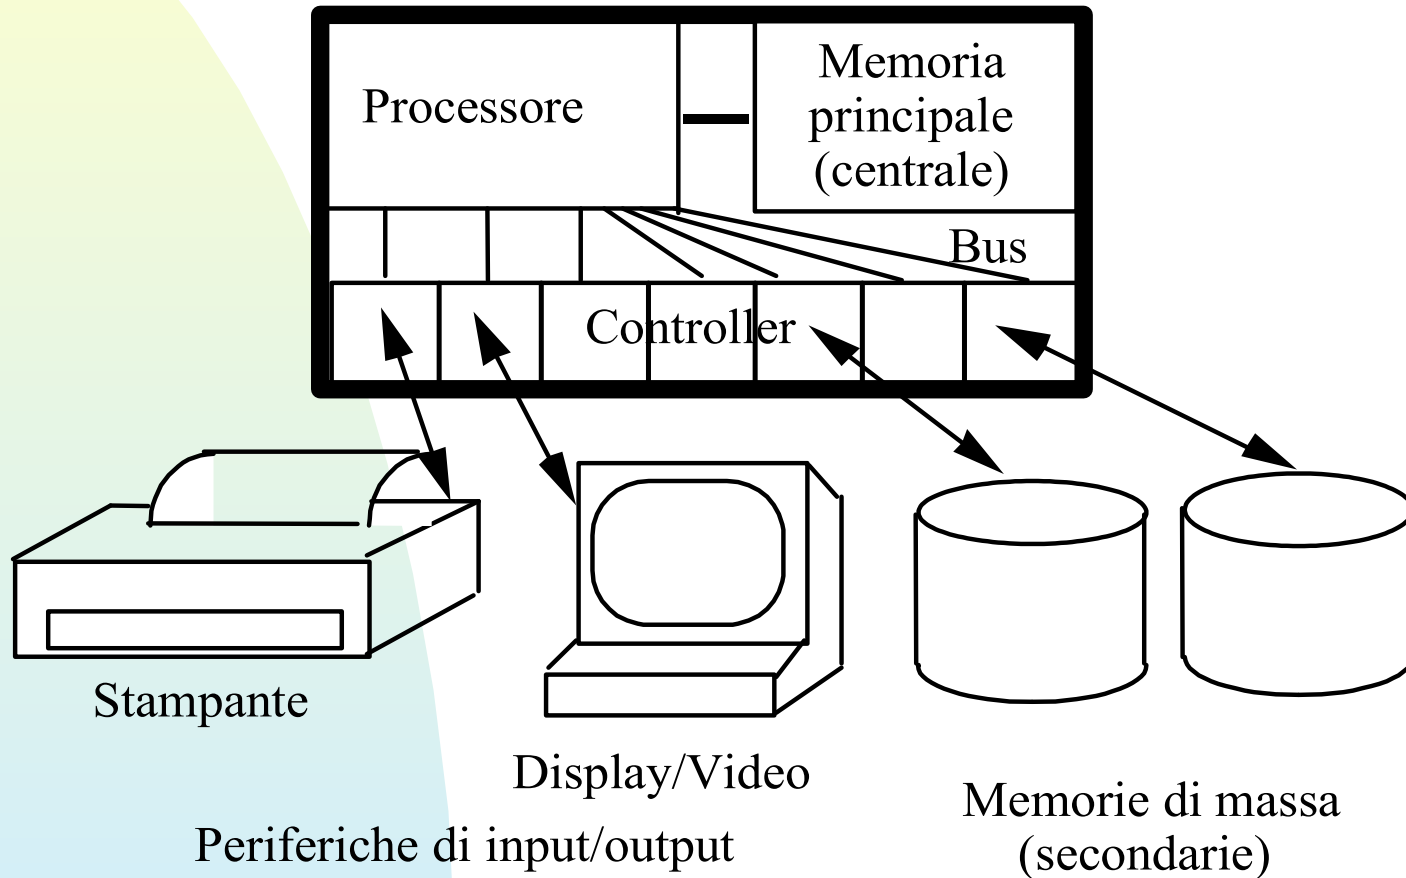 Processore
Memoria
principale
(centrale)
Bus
Controller
Stampante
Display/Video
Memorie di massa
(secondarie)
Periferiche di input/output